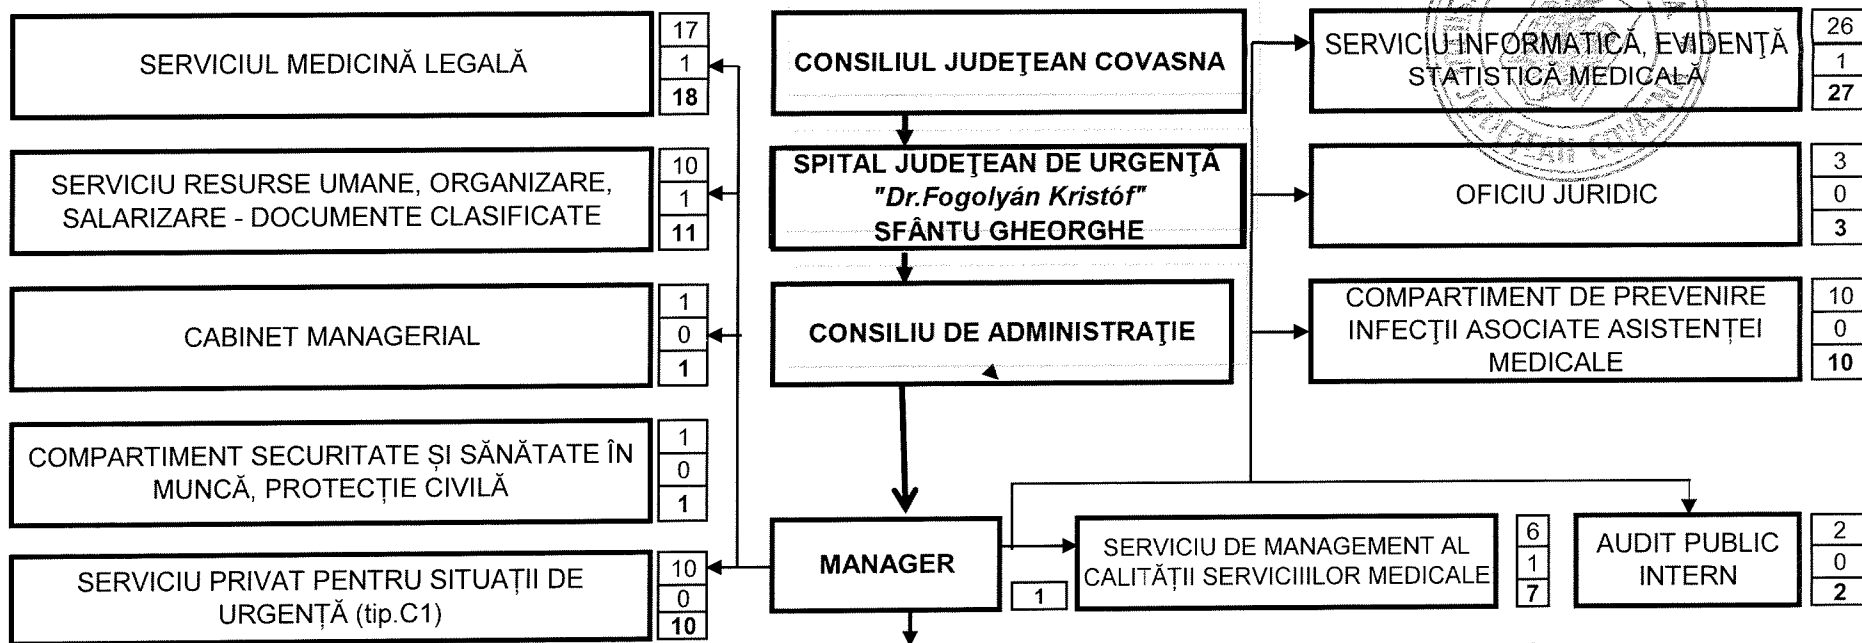 SERVICIUL MEDICINĂ LEGALĂ
17
1
18
SERVICIU RESURSE UMANE, ORGANIZARE,
SALARIZARE - DOCUMENTE CLASIFICATE
10
1
11
CABINET MANAGERIAL
1
0
1
COMPARTIMENT SECURITATE ȘI SĂNĂTATE ÎN
MUNCĂ, PROTECȚIE CIVILĂ
1
0
1
SERVICIU PRIVAT PENTRU SITUAȚII DE
URGENȚĂ (tip.C1)
10
0
10
CONSILIUL JUDEŢEAN COVASNA
SPITAL JUDEŢEAN DE URGENŢĂ
"Dr.Fogolyán Kristóf"
SFÂNTU GHEORGHE
CONSILIU DE ADMINISTRAŢIE
MANAGER
1
SERVICIU DE MANAGEMENT AL
CALITĂȚII SERVICIIILOR MEDICALE
6
1
7
SERVICIU INFORMATICĂ, EVIDENŢĂ
STATISTICĂ MEDICALĂ
26
1
27
JUDEŢEAN COVASNA
OFICIU JURIDIC
3
0
3
COMPARTIMENT DE PREVENIRE
INFECŢII ASOCIATE ASISTENȚEI
MEDICALE
10
0
10
AUDIT PUBLIC
INTERN
2
0
2